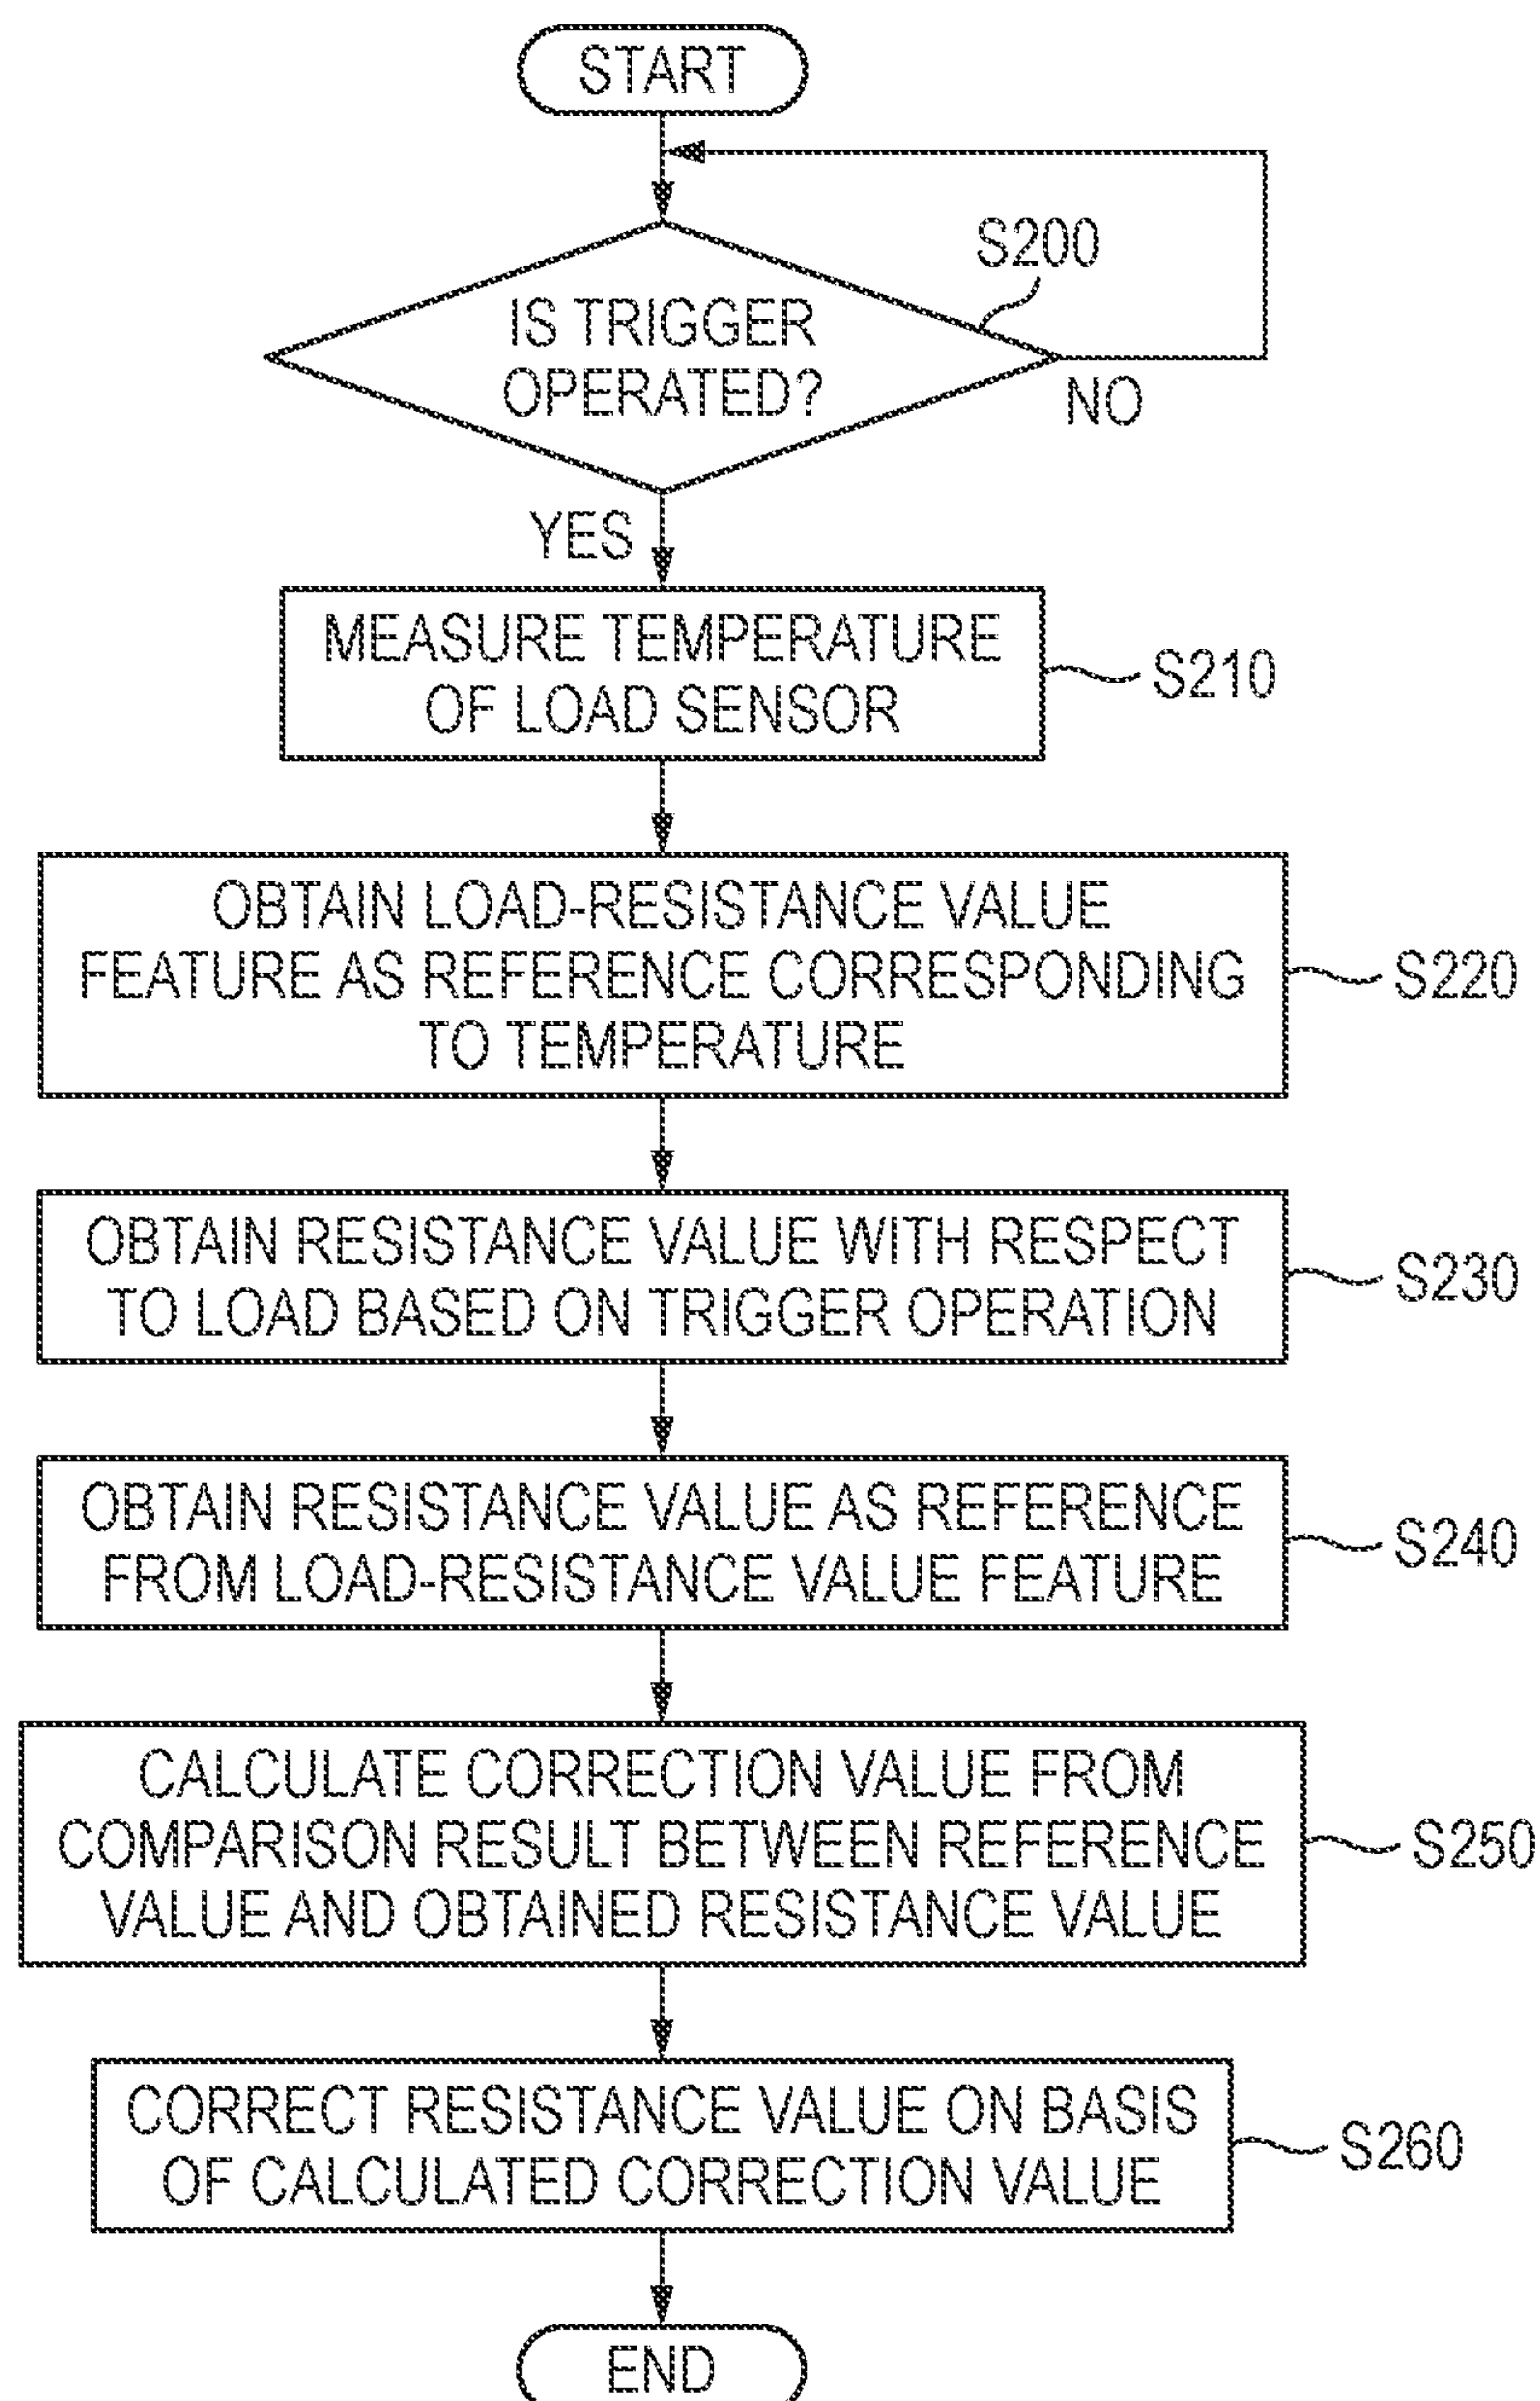 START
S200
IS TRIGGER
OPERATED?
NO
YES
MEASURE TEMPERATURE
OF LOAD SENSOR
S210
OBTAIN LOAD-RESISTANCE VALUE
FEATURE AS REFERENCE CORRESPONDING
TO TEMPERATURE
S220
OBTAIN RESISTANCE VALUE WITH RESPECT
TO LOAD BASED ON TRIGGER OPERATION
S230
OBTAIN RESISTANCE VALUE AS REFERENCE
FROM LOAD-RESISTANCE VALUE FEATURE
S240
CALCULATE CORRECTION VALUE FROM
COMPARISON RESULT BETWEEN REFERENCE
VALUE AND OBTAINED RESISTANCE VALUE
S250
CORRECT RESISTANCE VALUE ON BASIS
OF CALCULATED CORRECTION VALUE
S260
END